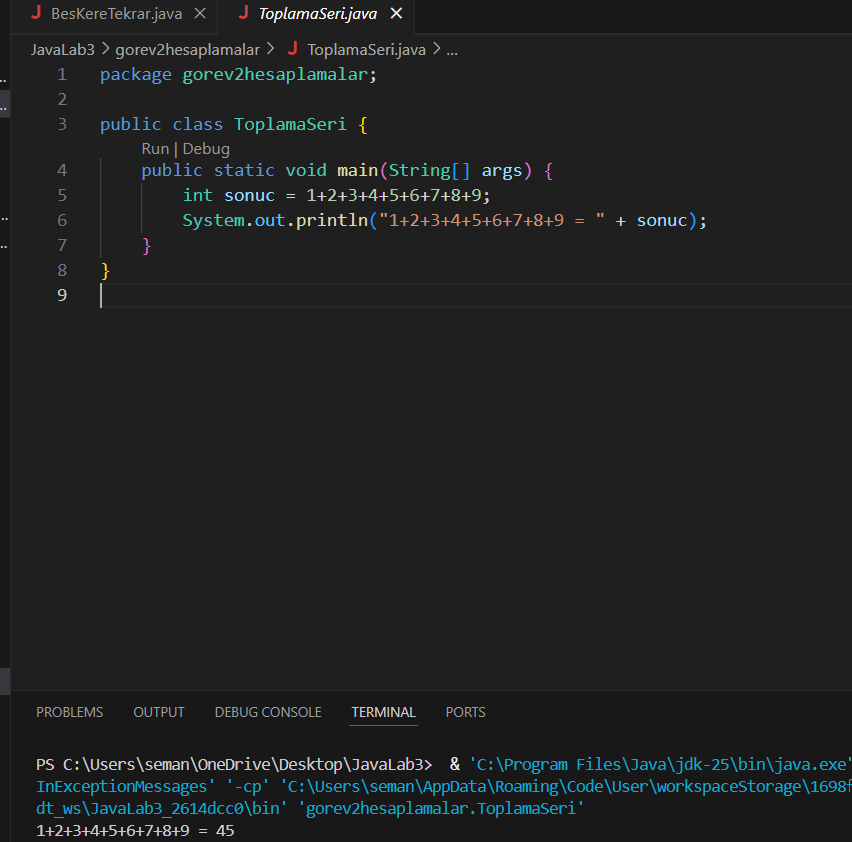 BesKereTekrar.java
ToplamaSeri.java
JavaLab3 > gorev2hesaplamalar > ToplamaSeri.java > ...
1 package gorev2hesaplamalar;
2
3 public class ToplamaSeri {
Run | Debug
4 public static void main(String[] args) {
5 int sonuc = 1+2+3+4+5+6+7+8+9;
6 System.out.println("1+2+3+4+5+6+7+8+9 = " + sonuc);
7 }
8 }
9
PROBLEMS OUTPUT DEBUG CONSOLE TERMINAL PORTS
PS C:\Users\seman\OneDrive\Desktop\JavaLab3> & 'C:\Program Files\Java\jdk-25\bin\java.exe'
InExceptionMessages' '-cp' 'C:\Users\seman\AppData\Roaming\Code\User\workspaceStorage\1698f
dt_ws\JavaLab3_2614dcc0\bin' 'gorev2hesaplamalar.ToplamaSeri'
1+2+3+4+5+6+7+8+9 = 45